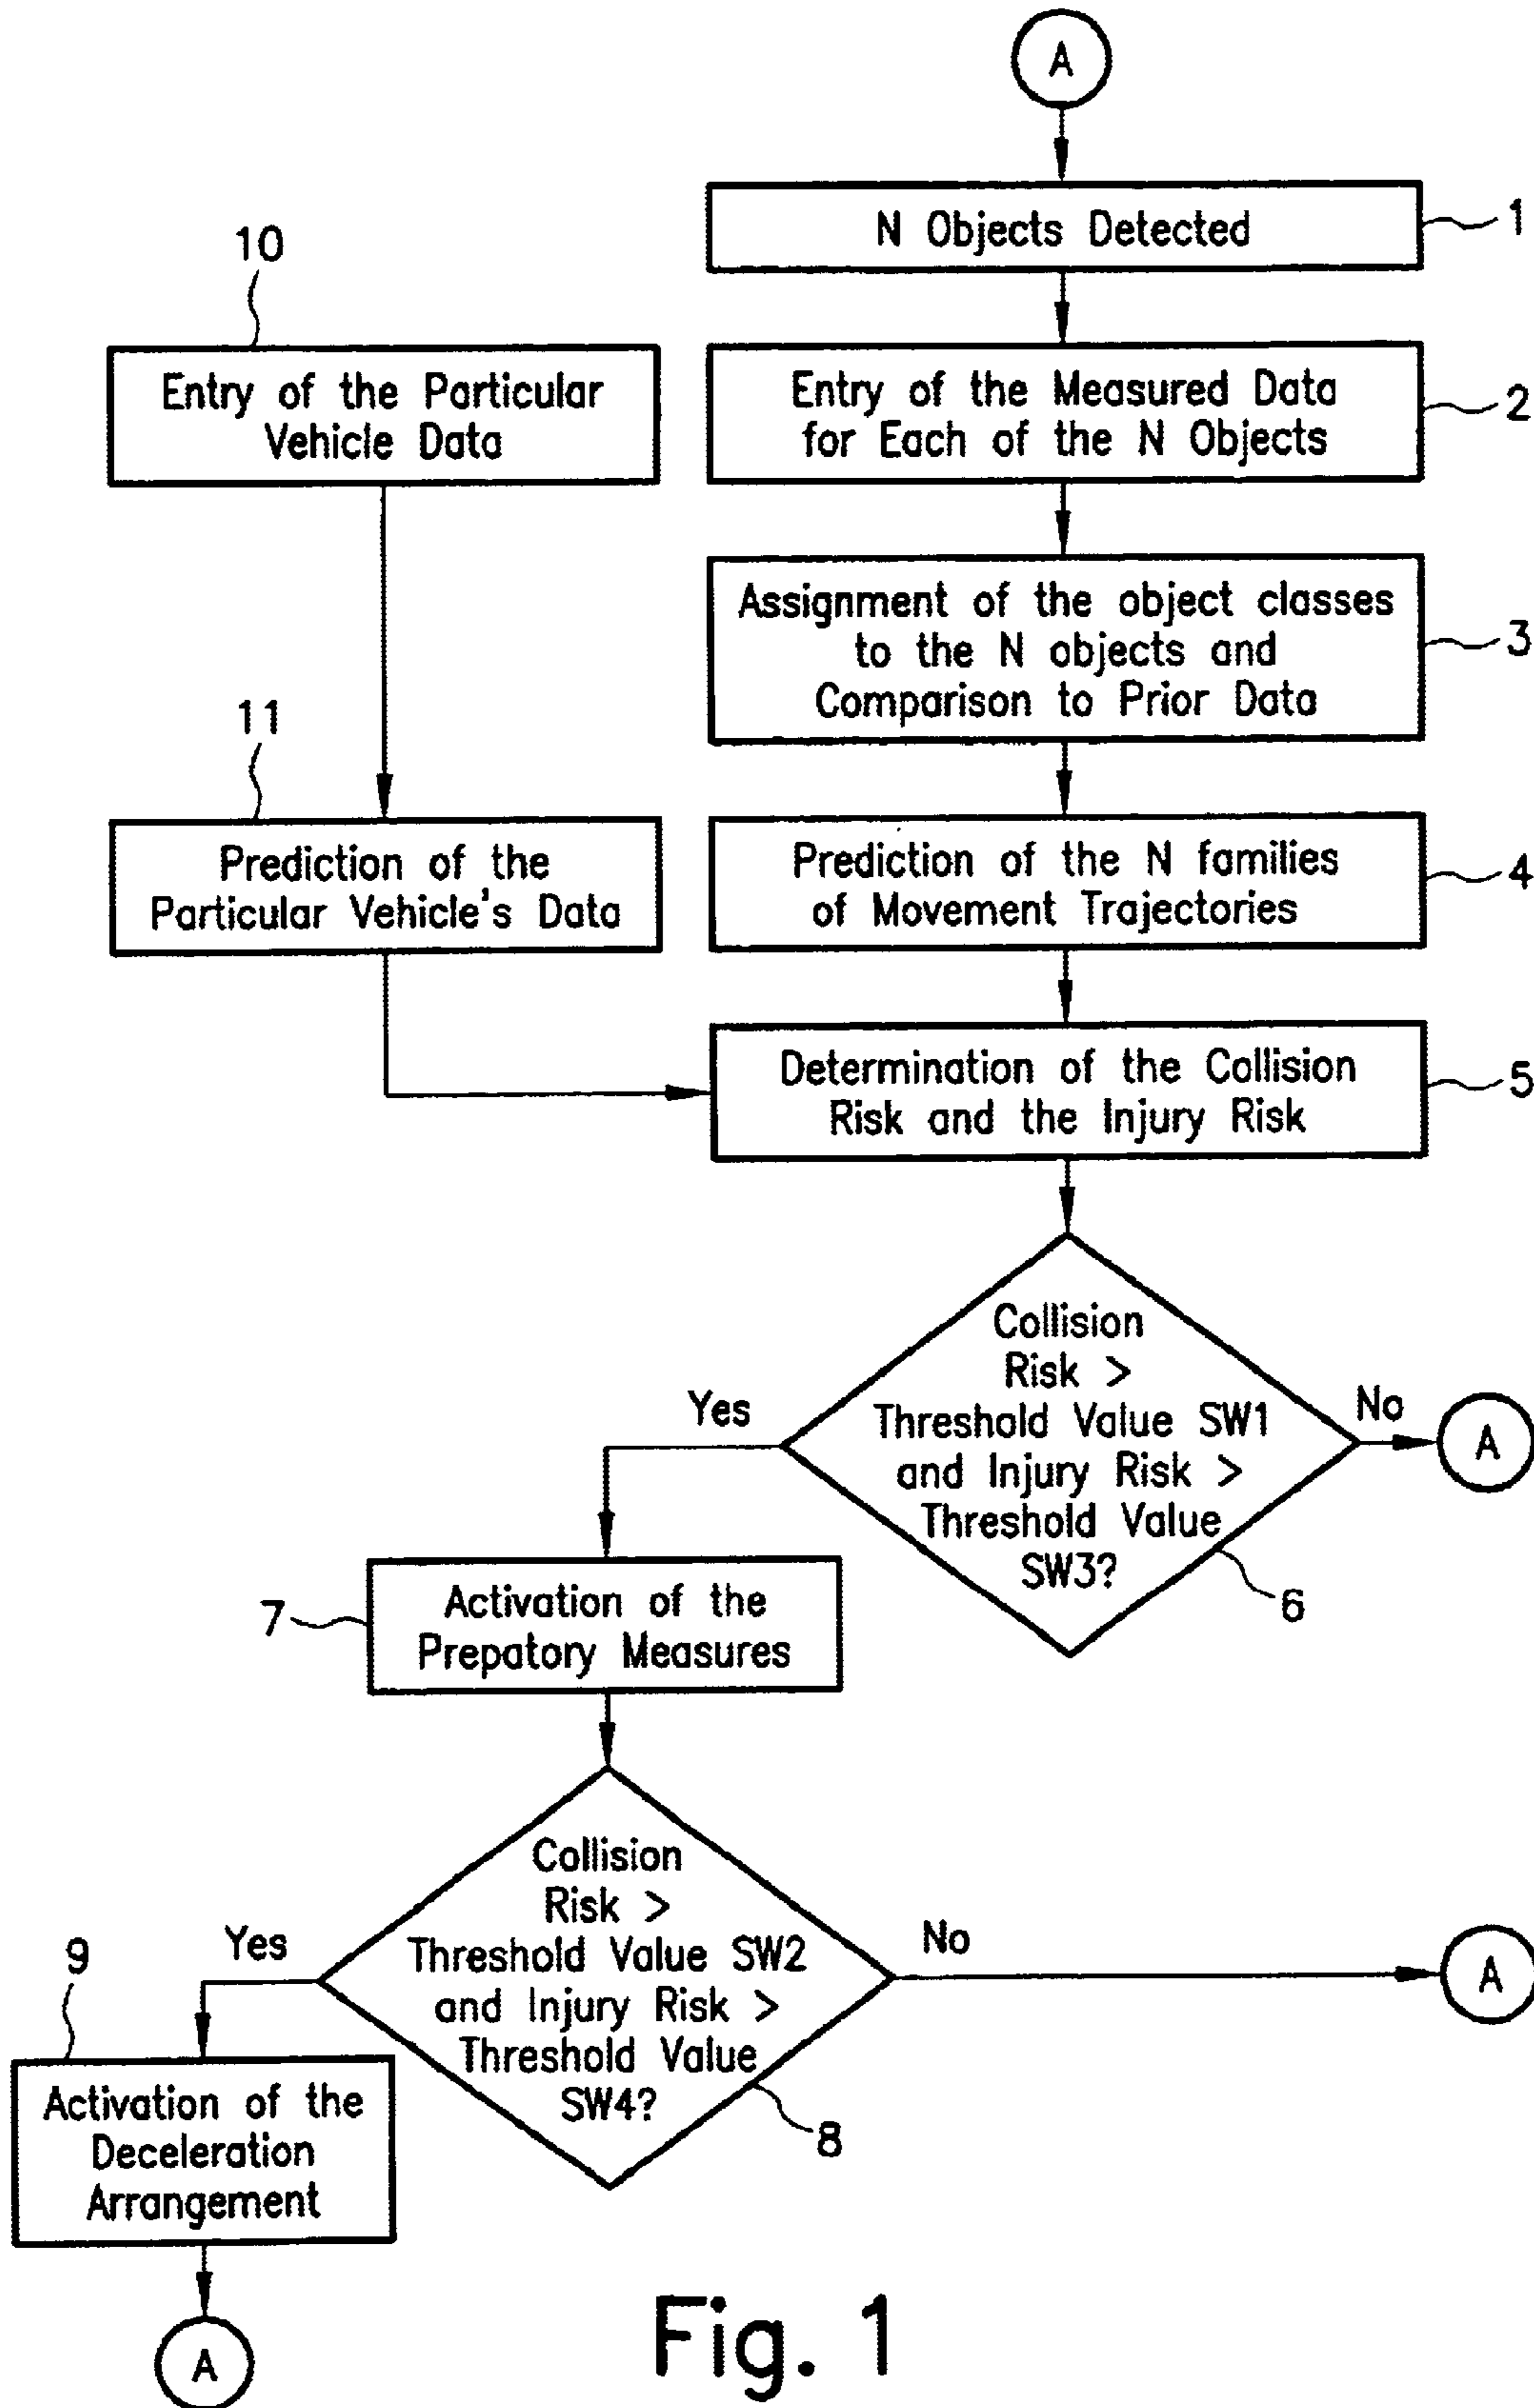 A
N Objects Detected
1
10
Entry of the Particular
Vehicle Data
Entry of the Measured Data
for Each of the N Objects
2
Assignment of the object classes
to the N objects and
Comparison to Prior Data
3
11
Prediction of the
Particular Vehicle's Data
Prediction of the N families
of Movement Trajectories
4
Determination of the Collision
Risk and the Injury Risk
5
Collision
Risk >
Threshold Value SW1
and Injury Risk >
Threshold Value
SW3?
Yes
No
A
6
7
Activation of the
Prepatory Measures
Collision
Risk >
Threshold Value SW2
and Injury Risk >
Threshold Value
SW4?
Yes
No
A
8
9
Activation of the
Deceleration
Arrangement
A
Fig. 1